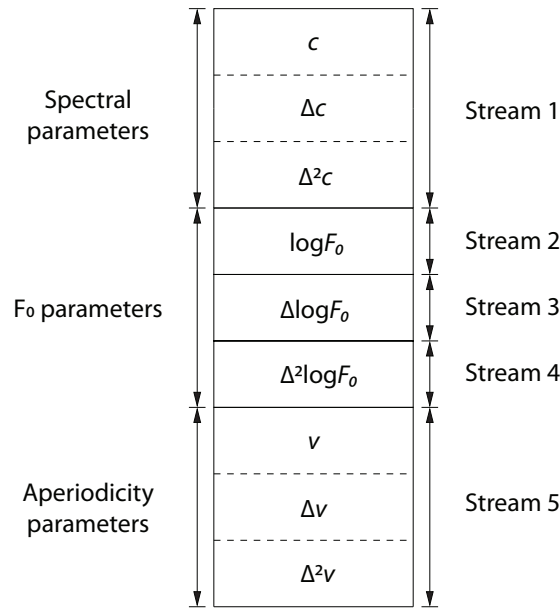 c
Spectral
parameters
Δc
Stream 1
Δ²c
logF₀
Stream 2
F₀ parameters
ΔlogF₀
Stream 3
Δ²logF₀
Stream 4
v
Aperiodicity
parameters
Δv
Stream 5
Δ²v